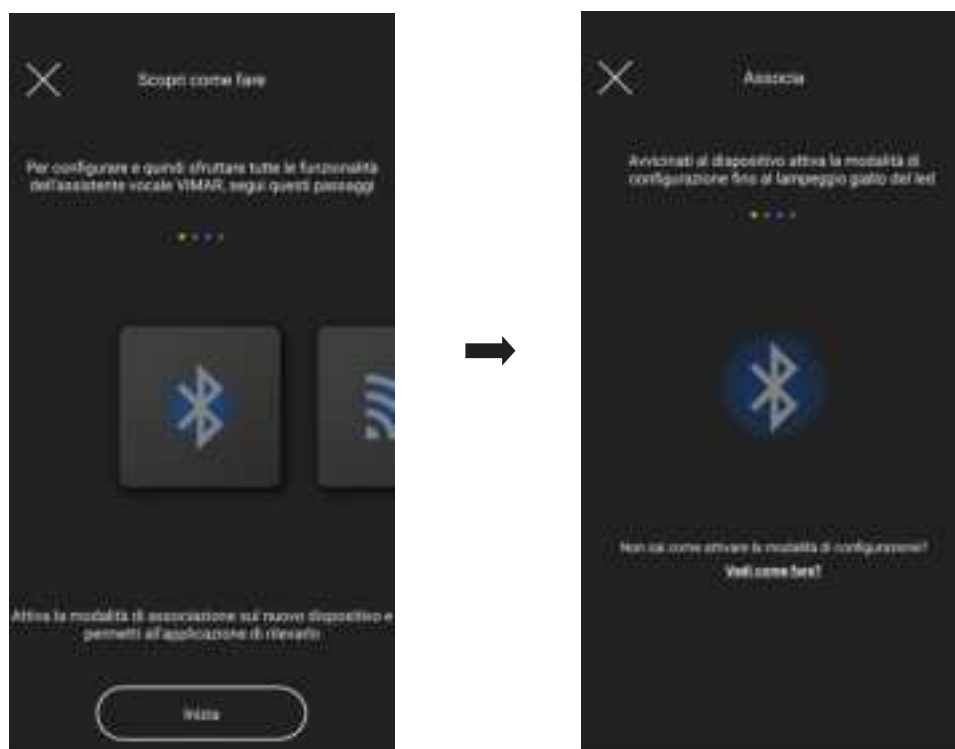 Scopri come fare
Per configurare e quindi sfruttare tutte le funzionalità
dell'assistente vocale VIMAR, segui questi passaggi
Attiva la modalità di associazione sul nuovo dispositivo e
permetti all'applicazione di rilevarlo
Inizia
Associa
Avvicinati al dispositivo attiva la modalità di
configurazione fino al lampeggio giallo del led
Non sai come attivare la modalità di configurazione?
Vedi come fare?